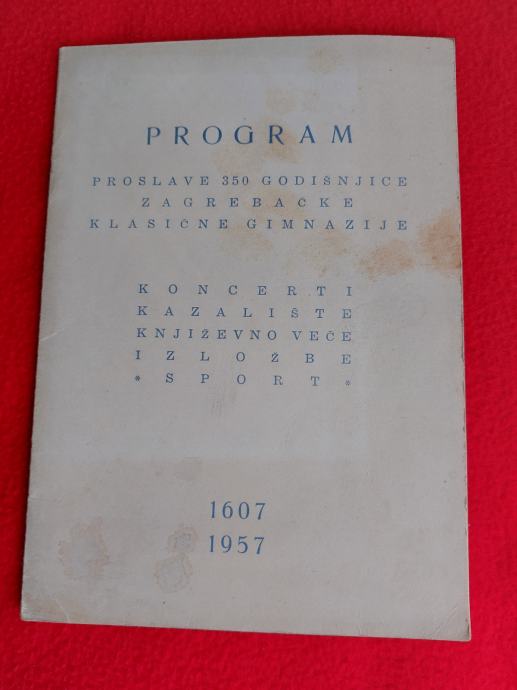 PROGRAM
PROSLAVE 350 GODIŠNJICE
ZAGREBAČKE
KLASIČNE GIMNAZIJE
KONCERTI
KAZALIŠTE
KNJIŽEVNO VEČE
IZLOŽBE
* SPORT *
1607
1957